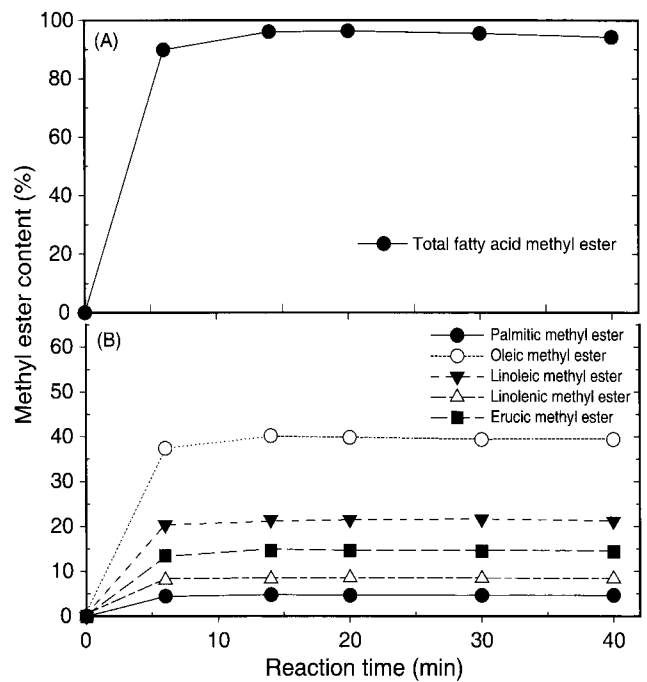 100
(A)
80
60
40
Total fatty acid methyl ester
20
0
Methyl ester content (%)
(B)
Palmitic methyl ester
60
Oleic methyl ester
Linoleic methyl ester
50
Linolenic methyl ester
Erucic methyl ester
40
30
20
10
0
0 10 20 30 40
Reaction time (min)